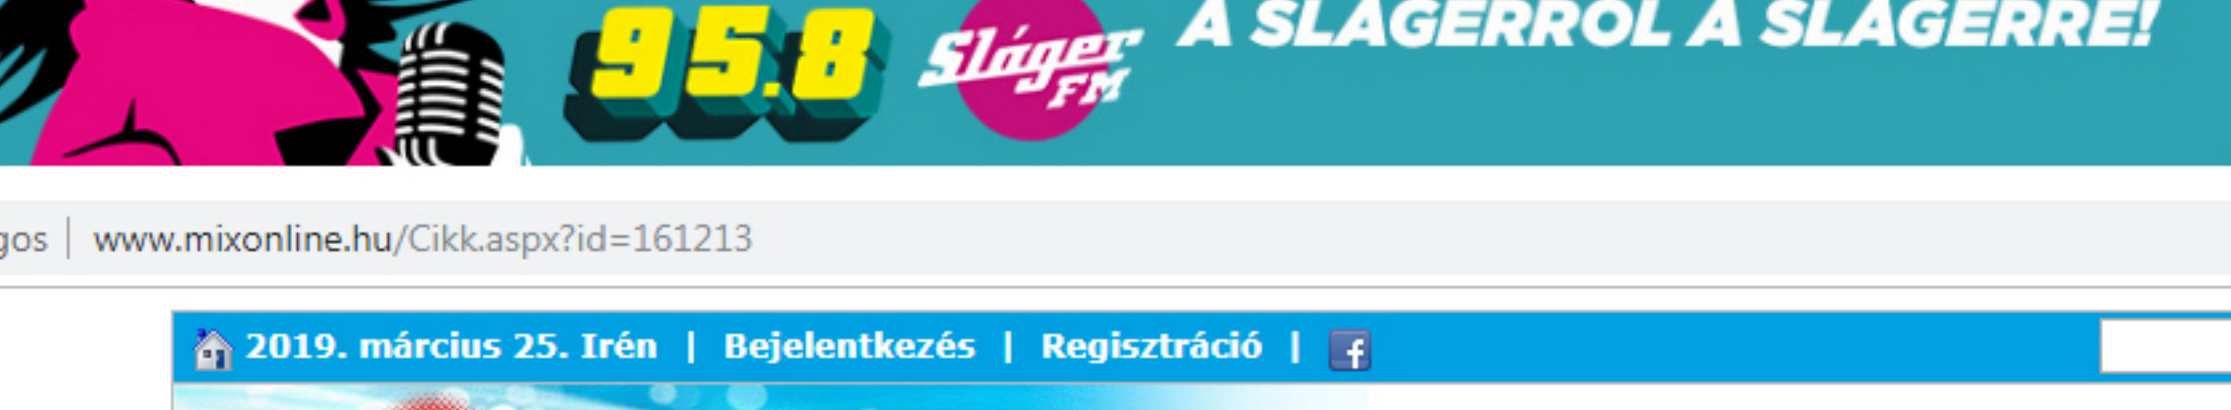 95.8 Sláger FM A SLÁGERRŐL A SLÁGERRE!
gos | www.mixonline.hu/Cikk.aspx?id=161213
2019. március 25. Irén | Bejelentkezés | Regisztráció | f